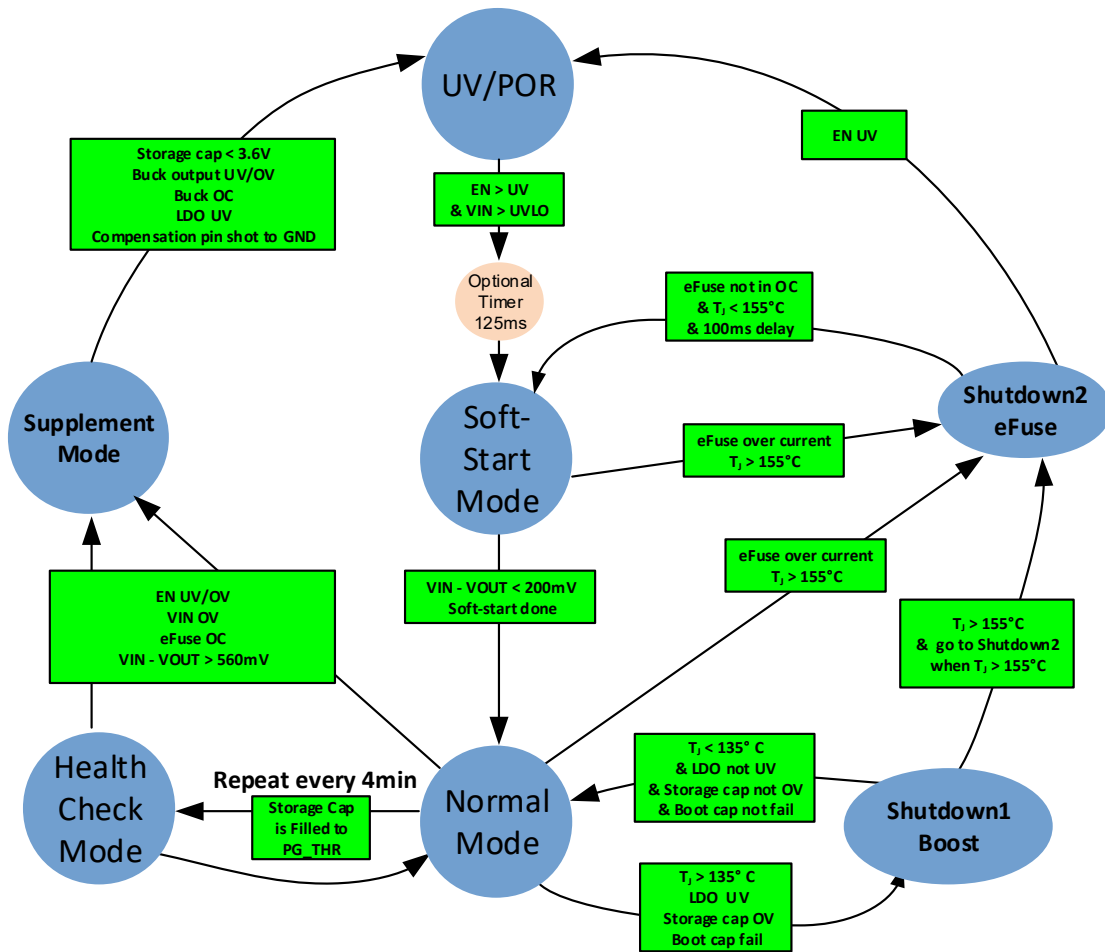 UV/POR
EN UV
Storage cap < 3.6V
Buck output UV/OV
Buck OC
LDO UV
Compensation pin shot to GND
EN > UV
& VIN > UVLO
Optional
Timer
125ms
eFuse not in OC
& TJ < 155°C
& 100ms delay
Supplement
Mode
Soft-
Start
Mode
Shutdown2
eFuse
eFuse over current
TJ > 155°C
eFuse over current
TJ > 155°C
VIN - VOUT < 200mV
Soft-start done
EN UV/OV
VIN OV
eFuse OC
VIN - VOUT > 560mV
TJ > 155°C
& go to Shutdown2
when TJ > 155°C
Health
Check
Mode
Repeat every 4min
Storage Cap
is Filled to
PG_THR
Normal
Mode
TJ < 135° C
& LDO not UV
& Storage cap not OV
& Boot cap not fail
Shutdown1
Boost
TJ > 135° C
LDO UV
Storage cap OV
Boot cap fail